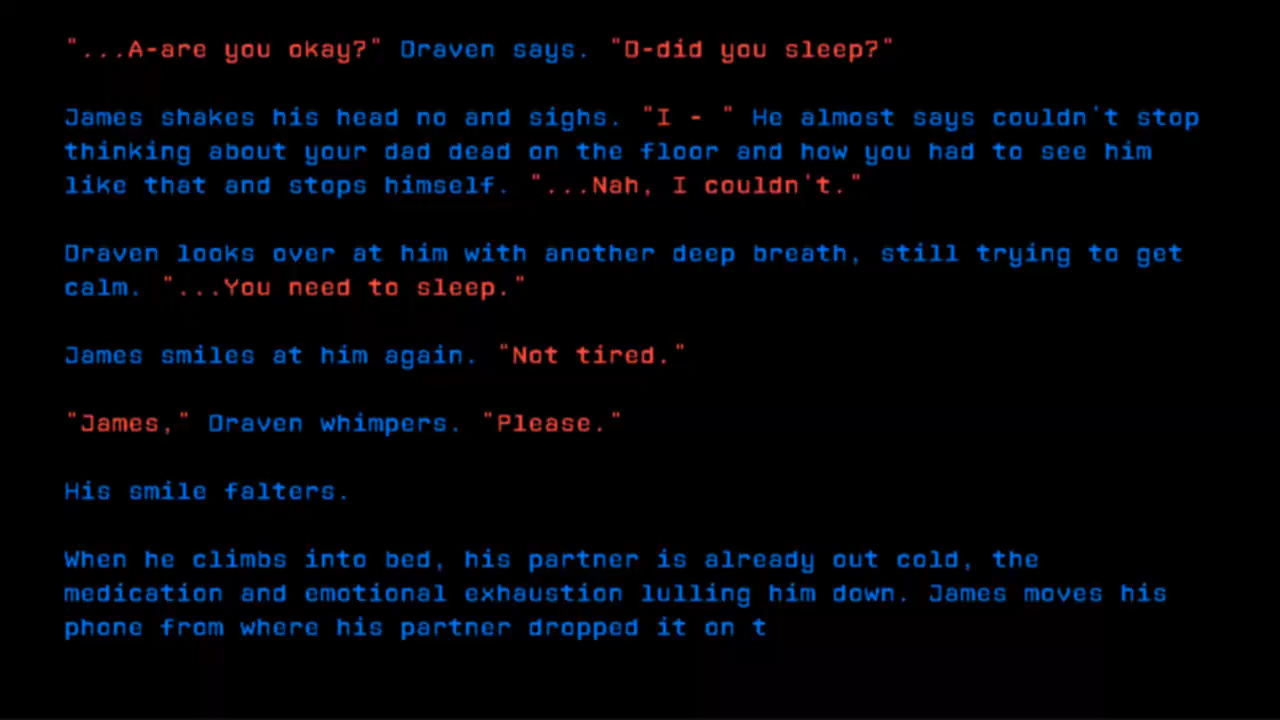 "...A-are you okay?" Draven says. "D-did you sleep?"
James shakes his head no and sighs. "I - " He almost says couldn't stop
thinking about your dad dead on the floor and how you had to see him
like that and stops himself. "...Nah, I couldn't."
Draven looks over at him with another deep breath, still trying to get
calm. "...You need to sleep."
James smiles at him again. "Not tired."
"James," Draven whimpers. "Please."
His smile falters.
When he climbs into bed, his partner is already out cold, the
medication and emotional exhaustion lulling him down. James moves his
phone from where his partner dropped it on t